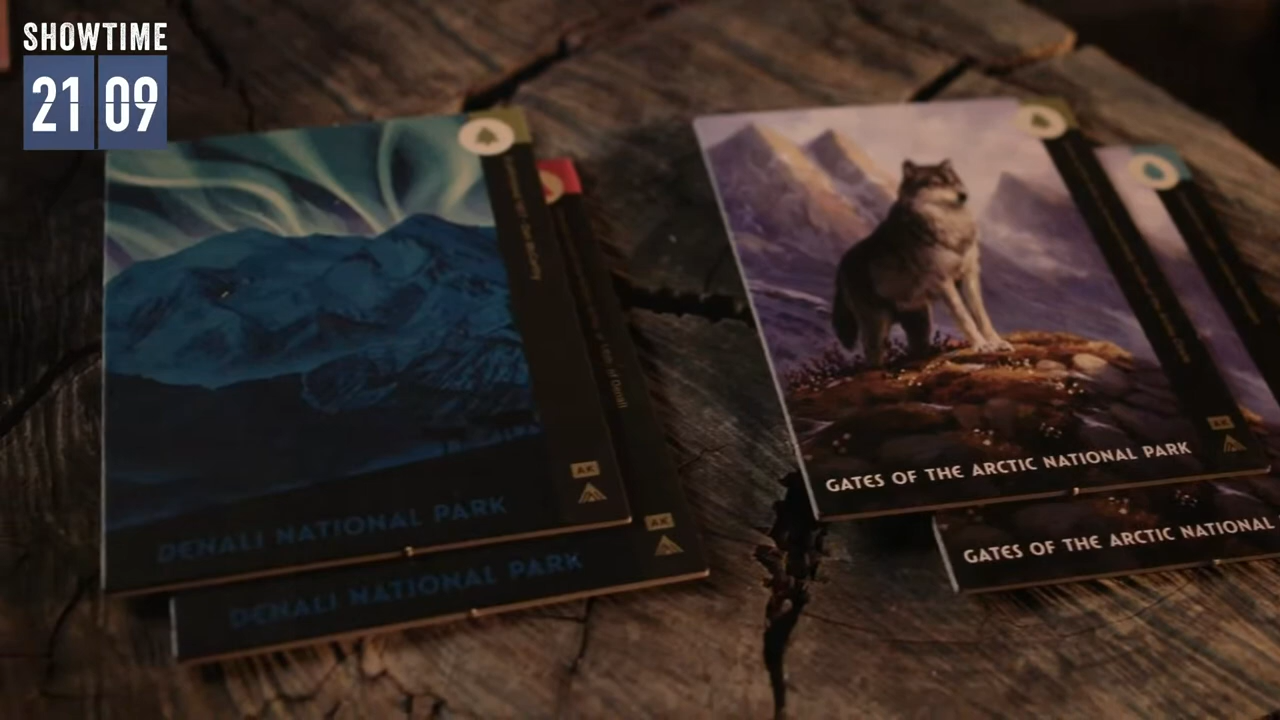 SHOWTIME
21 09
DENALI NATIONAL PARK
AK
DENALI NATIONAL PARK
AK
GATES OF THE ARCTIC NATIONAL PARK
AK
GATES OF THE ARCTIC NATIONAL